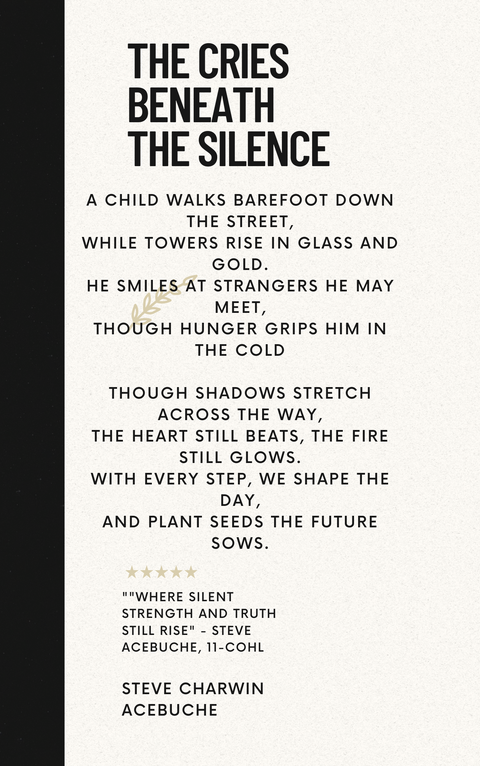 THE CRIES
BENEATH
THE SILENCE
A CHILD WALKS BAREFOOT DOWN
THE STREET,
WHILE TOWERS RISE IN GLASS AND
GOLD.
HE SMILES AT STRANGERS HE MAY
MEET,
THOUGH HUNGER GRIPS HIM IN
THE COLD
THOUGH SHADOWS STRETCH
ACROSS THE WAY,
THE HEART STILL BEATS, THE FIRE
STILL GLOWS.
WITH EVERY STEP, WE SHAPE THE
DAY,
AND PLANT SEEDS THE FUTURE
SOWS.
""WHERE SILENT
STRENGTH AND TRUTH
STILL RISE" - STEVE
ACEBUCHE, 11-COHL
STEVE CHARWIN
ACEBUCHE